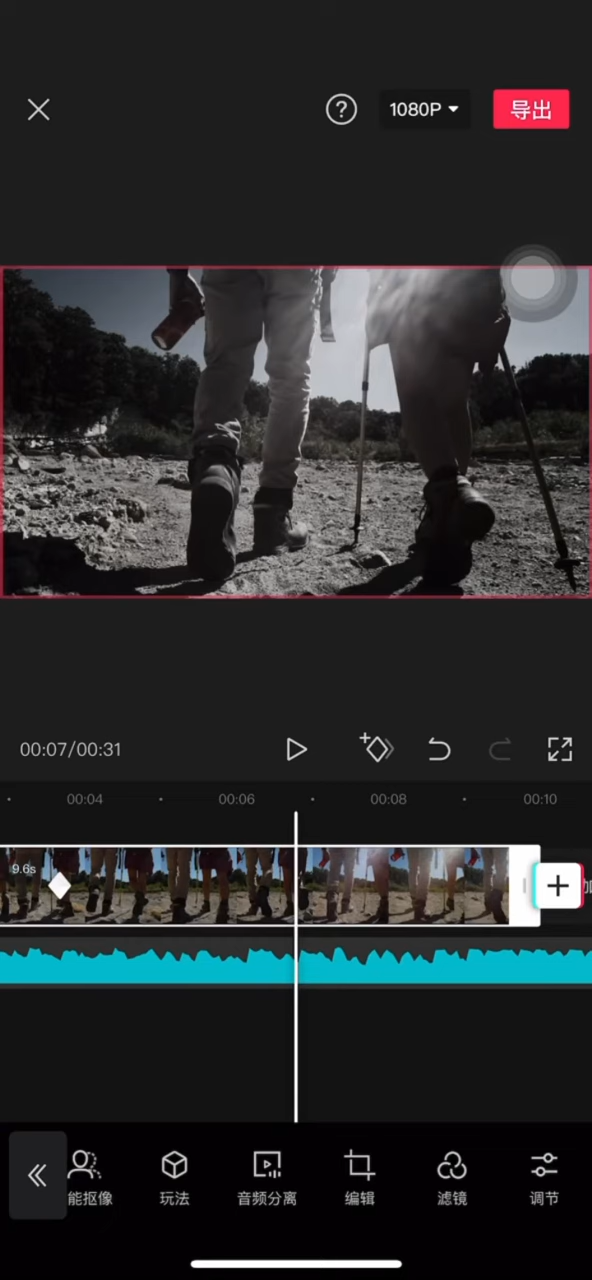 1080P
导出
00:07/00:31
00:04
00:06
00:08
00:10
9.6s
能抠像
玩法
音频分离
编辑
滤镜
调节